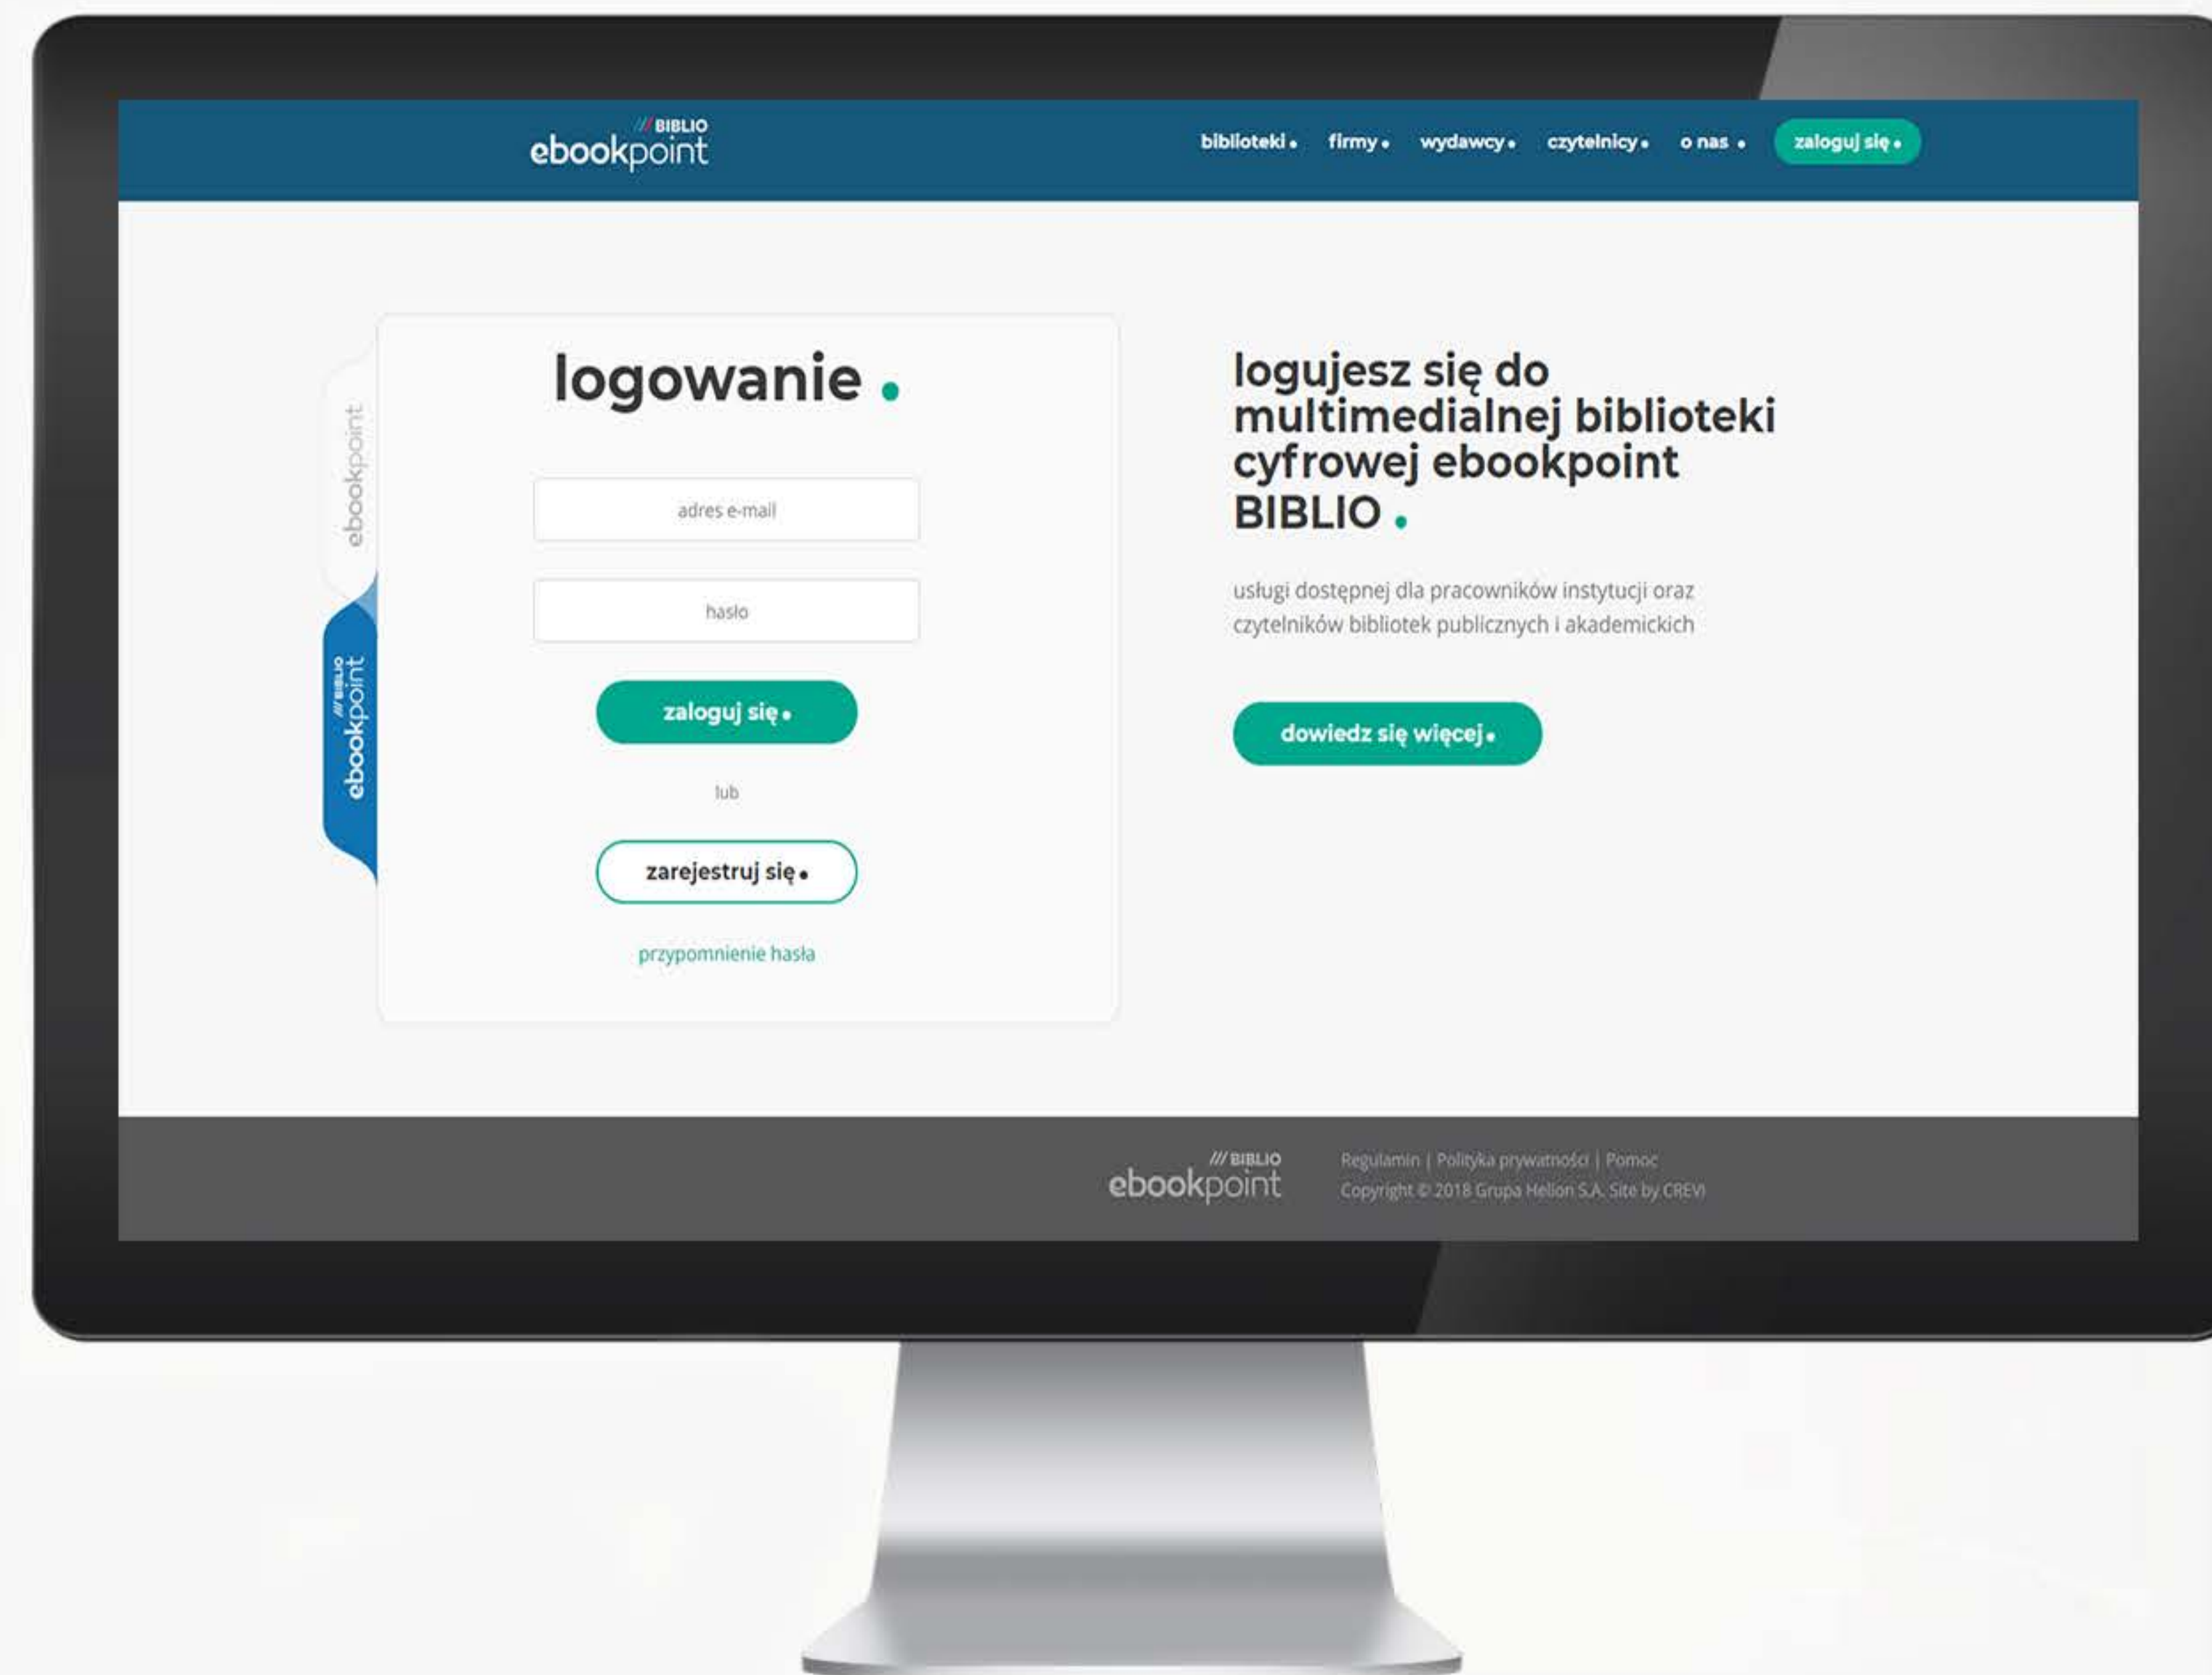 /// BIBLIO
ebookpoint
biblioteki • firmy • wydawcy • czytelnicy • o nas • zaloguj się •
ebookpoint
/// BIBLIO
ebookpoint
logowanie .
adres e-mail
hasło
zaloguj się •
lub
zarejestruj się •
przypomnienie hasła
logujesz się do
multimedialnej biblioteki
cyfrowej ebookpoint
BIBLIO .
usługi dostępnej dla pracowników instytucji oraz
czytelników bibliotek publicznych i akademickich
dowiedz się więcej •
/// BIBLIO
ebookpoint
Regulamin | Polityka prywatności | Pomoc
Copyright © 2018 Grupa Helion S.A. Site by CREVI